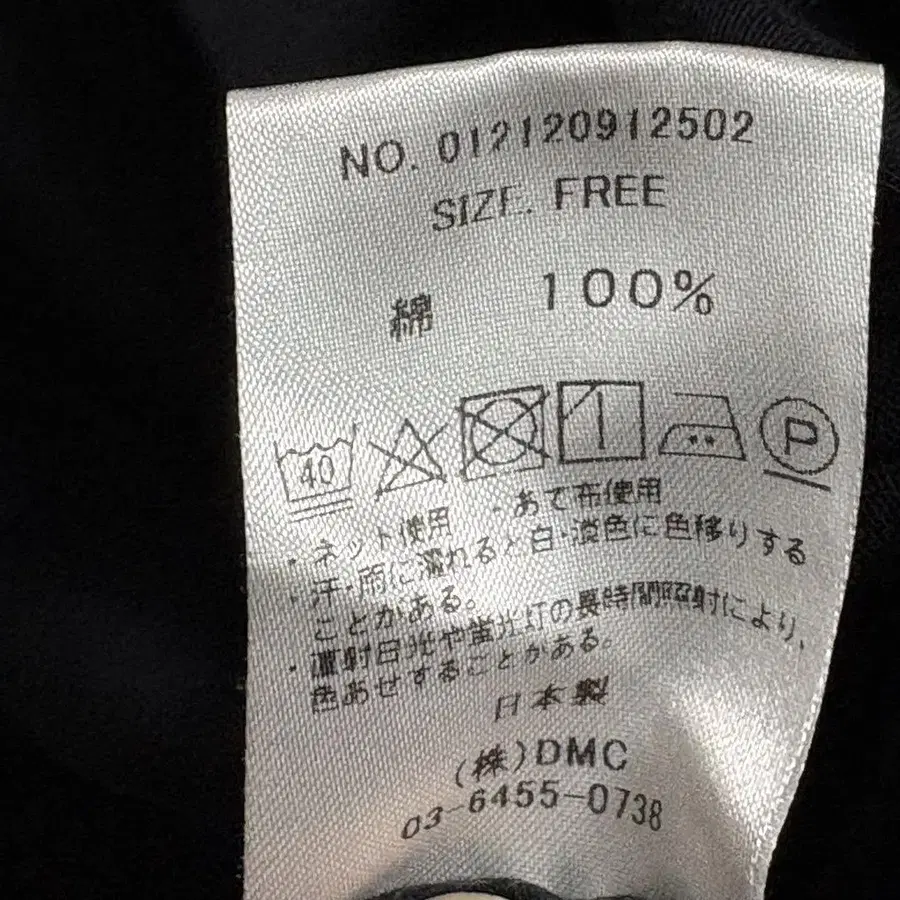 NO. 012120912502
SIZE. FREE
綿 100%
40 P
・ネット使用 ・あて布使用
・汗・雨に濡れると白・淡色に色移りする
ことがある。
・直射日光や蛍光灯の長時間照射により、
色あせすることがある。
日本製
(株)DMC
03-6455-0738